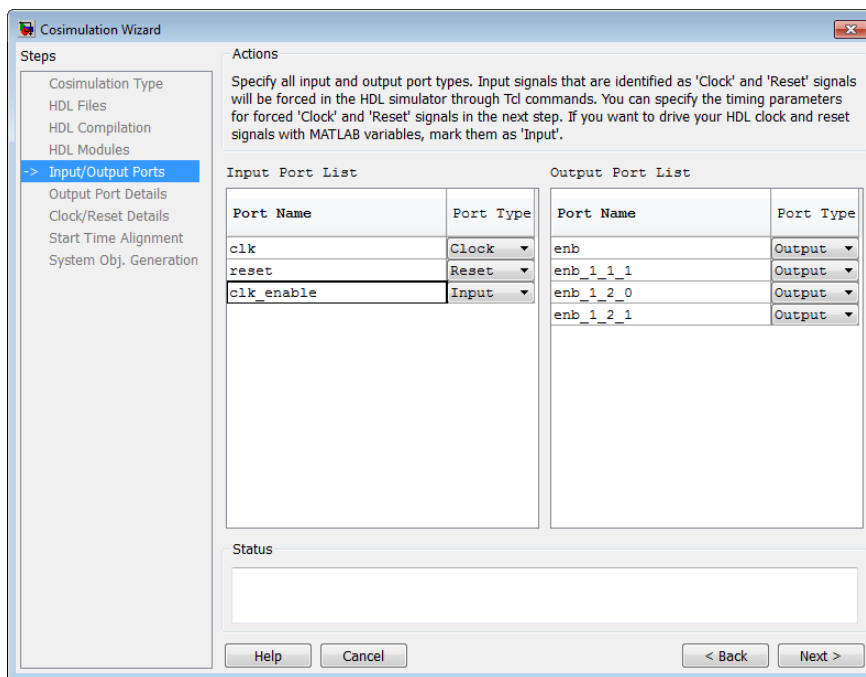 Cosimulation Wizard
Steps
Cosimulation Type
HDL Files
HDL Compilation
HDL Modules
-> Input/Output Ports
Output Port Details
Clock/Reset Details
Start Time Alignment
System Obj. Generation
Actions
Specify all input and output port types. Input signals that are identified as 'Clock' and 'Reset' signals
will be forced in the HDL simulator through Tcl commands. You can specify the timing parameters
for forced 'Clock' and 'Reset' signals in the next step. If you want to drive your HDL clock and reset
signals with MATLAB variables, mark them as 'Input'.
Input Port List
Port Name Port Type
clk Clock
reset Reset
clk_enable Input
Output Port List
Port Name Port Type
enb Output
enb_1_1_1 Output
enb_1_2_0 Output
enb_1_2_1 Output
Status
Help Cancel < Back Next >